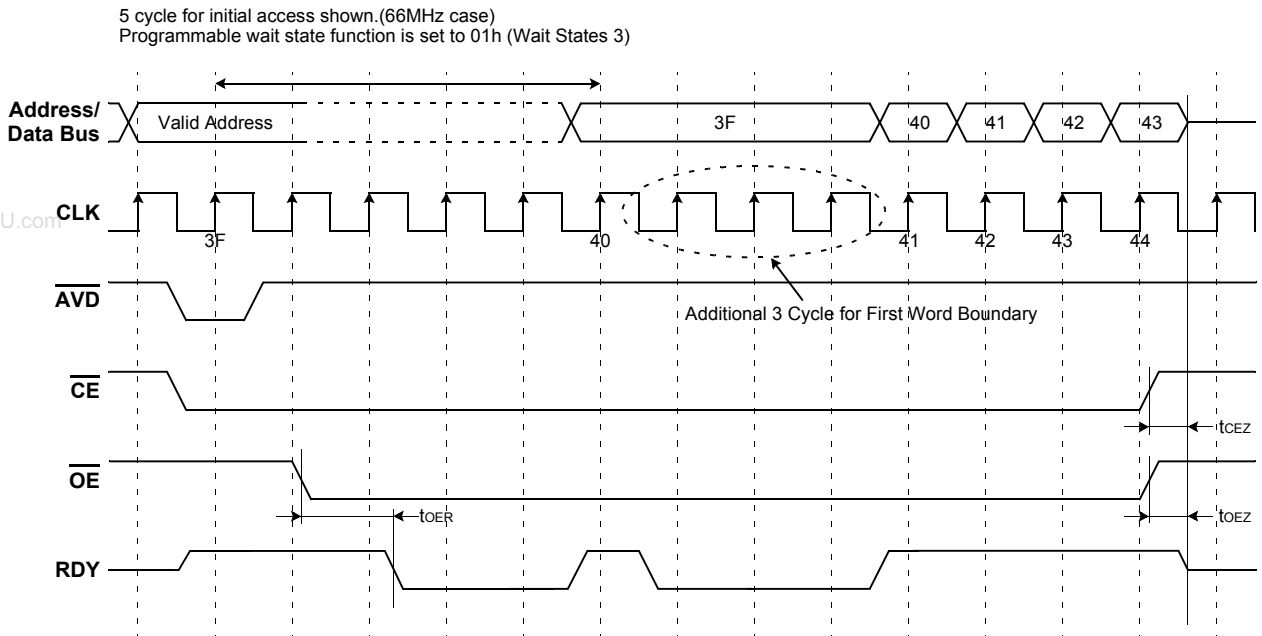 5 cycle for initial access shown.(66MHz case)
Programmable wait state function is set to 01h (Wait States 3)
Address/
Data Bus
Valid Address
3F
40
41
42
43
U.com
CLK
3F
40
41
42
43
44
AVD
Additional 3 Cycle for First Word Boundary
CE
tCEZ
OE
tOER
tOEZ
RDY